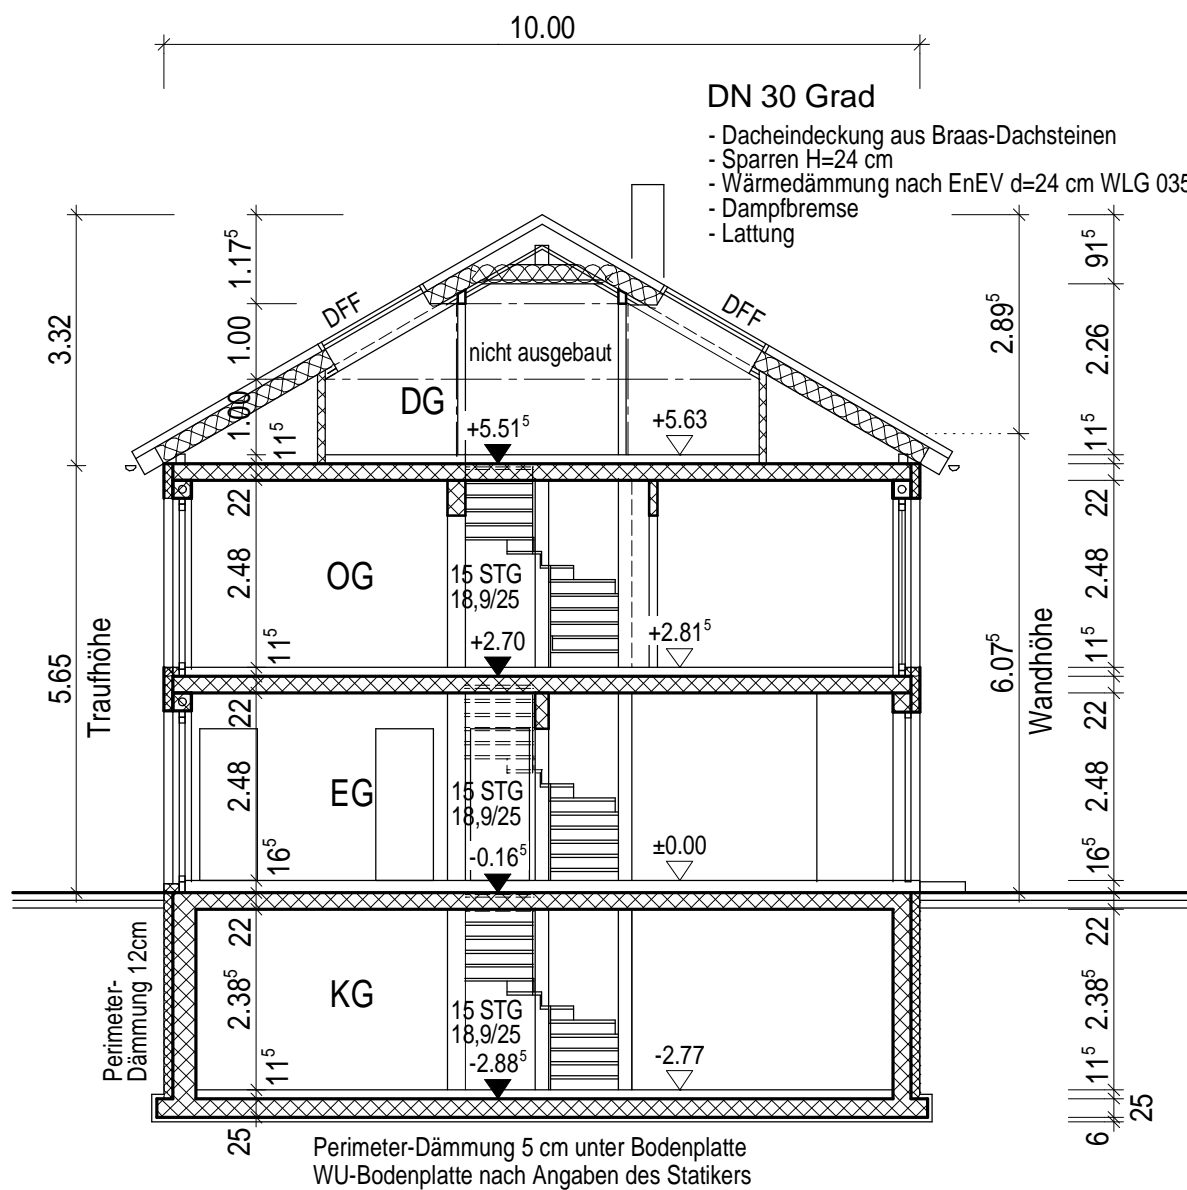 10.00
DN 30 Grad
- Dacheindeckung aus Braas-Dachsteinen
- Sparren H=24 cm
- Wärmedämmung nach EnEV d=24 cm WLG 035
- Dampfbremse
- Lattung
3.32
5.65
Traufhöhe
1.17⁵
1.00
1.00
11⁵
22
2.48
11⁵
22
2.48
16⁵
22
2.38⁵
11⁵
25
DFF
DFF
nicht ausgebaut
DG
+5.51⁵
+5.63
OG
15 STG
18,9/25
+2.70
+2.81⁵
EG
15 STG
18,9/25
-0.16⁵
±0.00
KG
15 STG
18,9/25
-2.88⁵
-2.77
Perimeter-
Dämmung 12cm
2.89⁵
6.07⁵
Wandhöhe
91⁵
2.26
11⁵
22
2.48
11⁵
22
2.48
16⁵
22
2.38⁵
11⁵
25
6
Perimeter-Dämmung 5 cm unter Bodenplatte
WU-Bodenplatte nach Angaben des Statikers